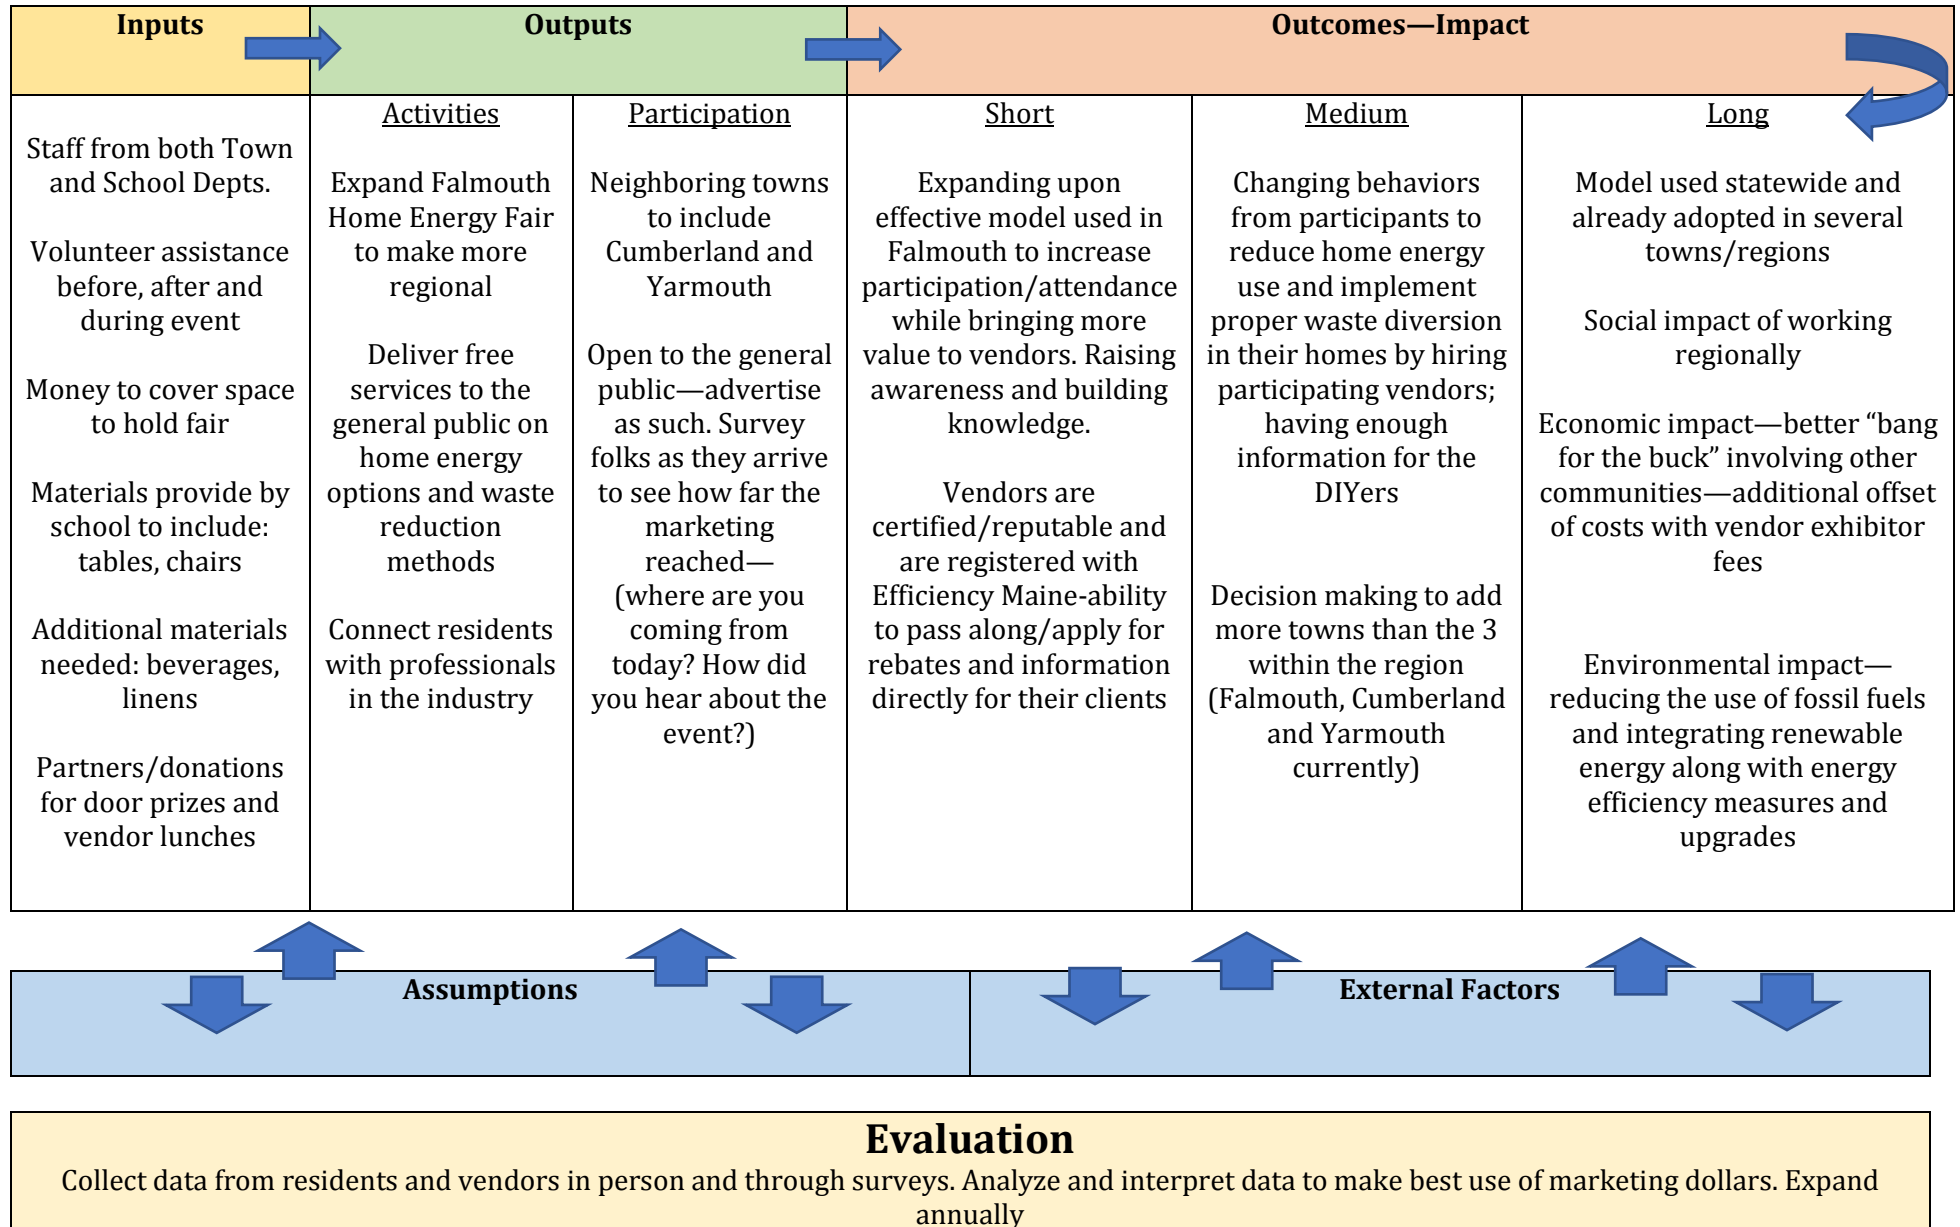 Inputs
Outputs
Outcomes—Impact
Staff from both Town
and School Depts.
Volunteer assistance
before, after and
during event
Money to cover space
to hold fair
Materials provide by
school to include:
tables, chairs
Additional materials
needed: beverages,
linens
Partners/donations
for door prizes and
vendor lunches
Activities
Expand Falmouth
Home Energy Fair
to make more
regional
Deliver free
services to the
general public on
home energy
options and waste
reduction
methods
Connect residents
with professionals
in the industry
Participation
Neighboring towns
to include
Cumberland and
Yarmouth
Open to the general
public—advertise
as such. Survey
folks as they arrive
to see how far the
marketing
reached—
(where are you
coming from
today? How did
you hear about the
event?)
Short
Expanding upon
effective model used in
Falmouth to increase
participation/attendance
while bringing more
value to vendors. Raising
awareness and building
knowledge.
Vendors are
certified/reputable and
are registered with
Efficiency Maine-ability
to pass along/apply for
rebates and information
directly for their clients
Medium
Changing behaviors
from participants to
reduce home energy
use and implement
proper waste diversion
in their homes by hiring
participating vendors;
having enough
information for the
DIYers
Decision making to add
more towns than the 3
within the region
(Falmouth, Cumberland
and Yarmouth
currently)
Long
Model used statewide and
already adopted in several
towns/regions
Social impact of working
regionally
Economic impact—better “bang
for the buck” involving other
communities—additional offset
of costs with vendor exhibitor
fees
Environmental impact—
reducing the use of fossil fuels
and integrating renewable
energy along with energy
efficiency measures and
upgrades
Assumptions
External Factors
Evaluation
Collect data from residents and vendors in person and through surveys. Analyze and interpret data to make best use of marketing dollars. Expand
annually